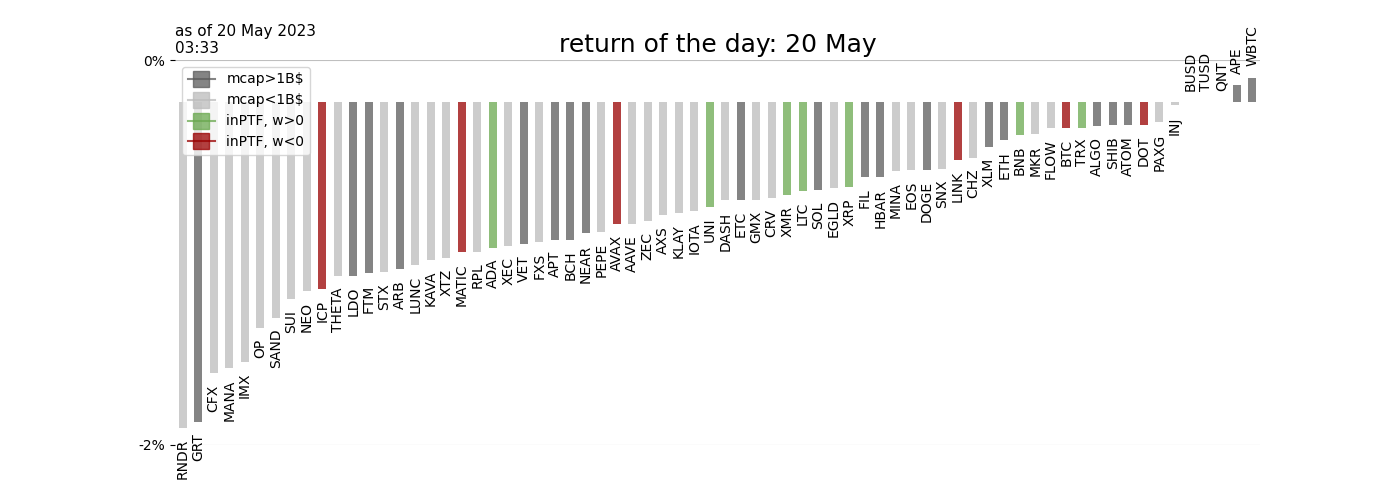 as of 20 May 2023
03:33
return of the day: 20 May
0%
-2%
mcap>1B$
mcap<1B$
inPTF, w>0
inPTF, w<0
RNDR
GRT
CFX
MANA
IMX
OP
SAND
SUI
NEO
ICP
THETA
LDO
FTM
STX
ARB
LUNC
KAVA
XTZ
MATIC
RPL
ADA
XEC
VET
FXS
APT
BCH
NEAR
PEPE
AVAX
AAVE
ZEC
AXS
KLAY
IOTA
UNI
DASH
ETC
GMX
CRV
XMR
LTC
SOL
EGLD
XRP
FIL
HBAR
MINA
EOS
DOGE
SNX
LINK
CHZ
XLM
ETH
BNB
MKR
FLOW
BTC
TRX
ALGO
SHIB
ATOM
DOT
PAXG
INJ
BUSD
TUSD
QNT
APE
WBTC